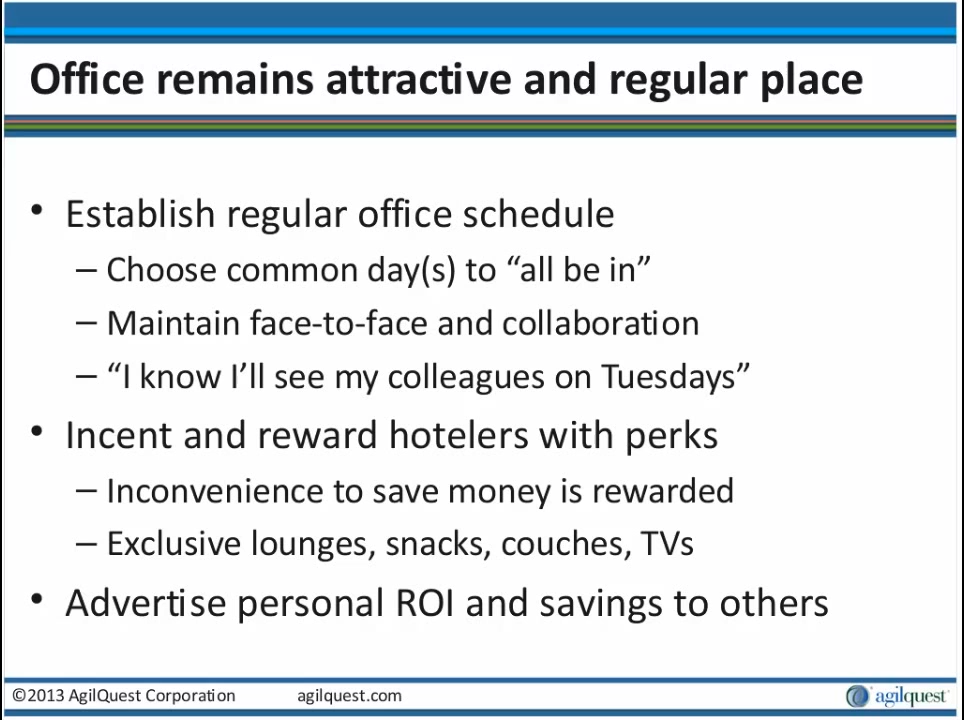 Office remains attractive and regular place
• Establish regular office schedule
– Choose common day(s) to “all be in”
– Maintain face-to-face and collaboration
– “I know I’ll see my colleagues on Tuesdays”
• Incent and reward hotelers with perks
– Inconvenience to save money is rewarded
– Exclusive lounges, snacks, couches, TVs
• Advertise personal ROI and savings to others
©2013 AgilQuest Corporation agilquest.com agilquest